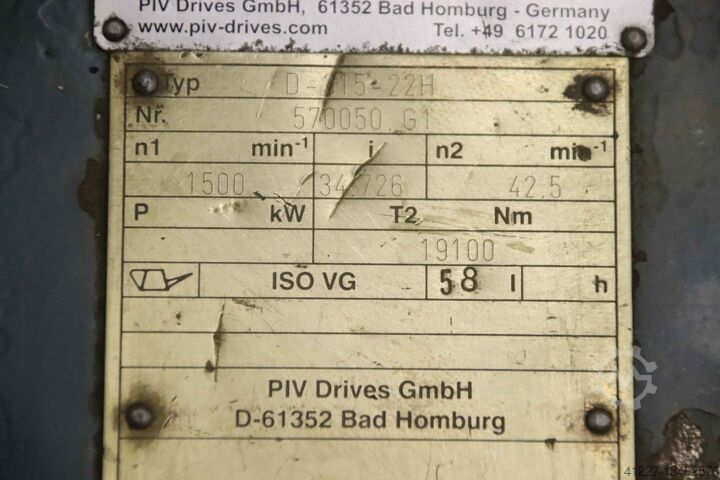 PIV Drives GmbH, 61352 Bad Homburg - Germany
www.piv-drives.com Tel. +49 6172 1020
Typ
Nr. 570050 G1
n1 min-1 i n2 min-1
1500 34.726 42.5
P kW T2 Nm
19100
ISO VG 58 l h
PIV Drives GmbH
D-61352 Bad Homburg